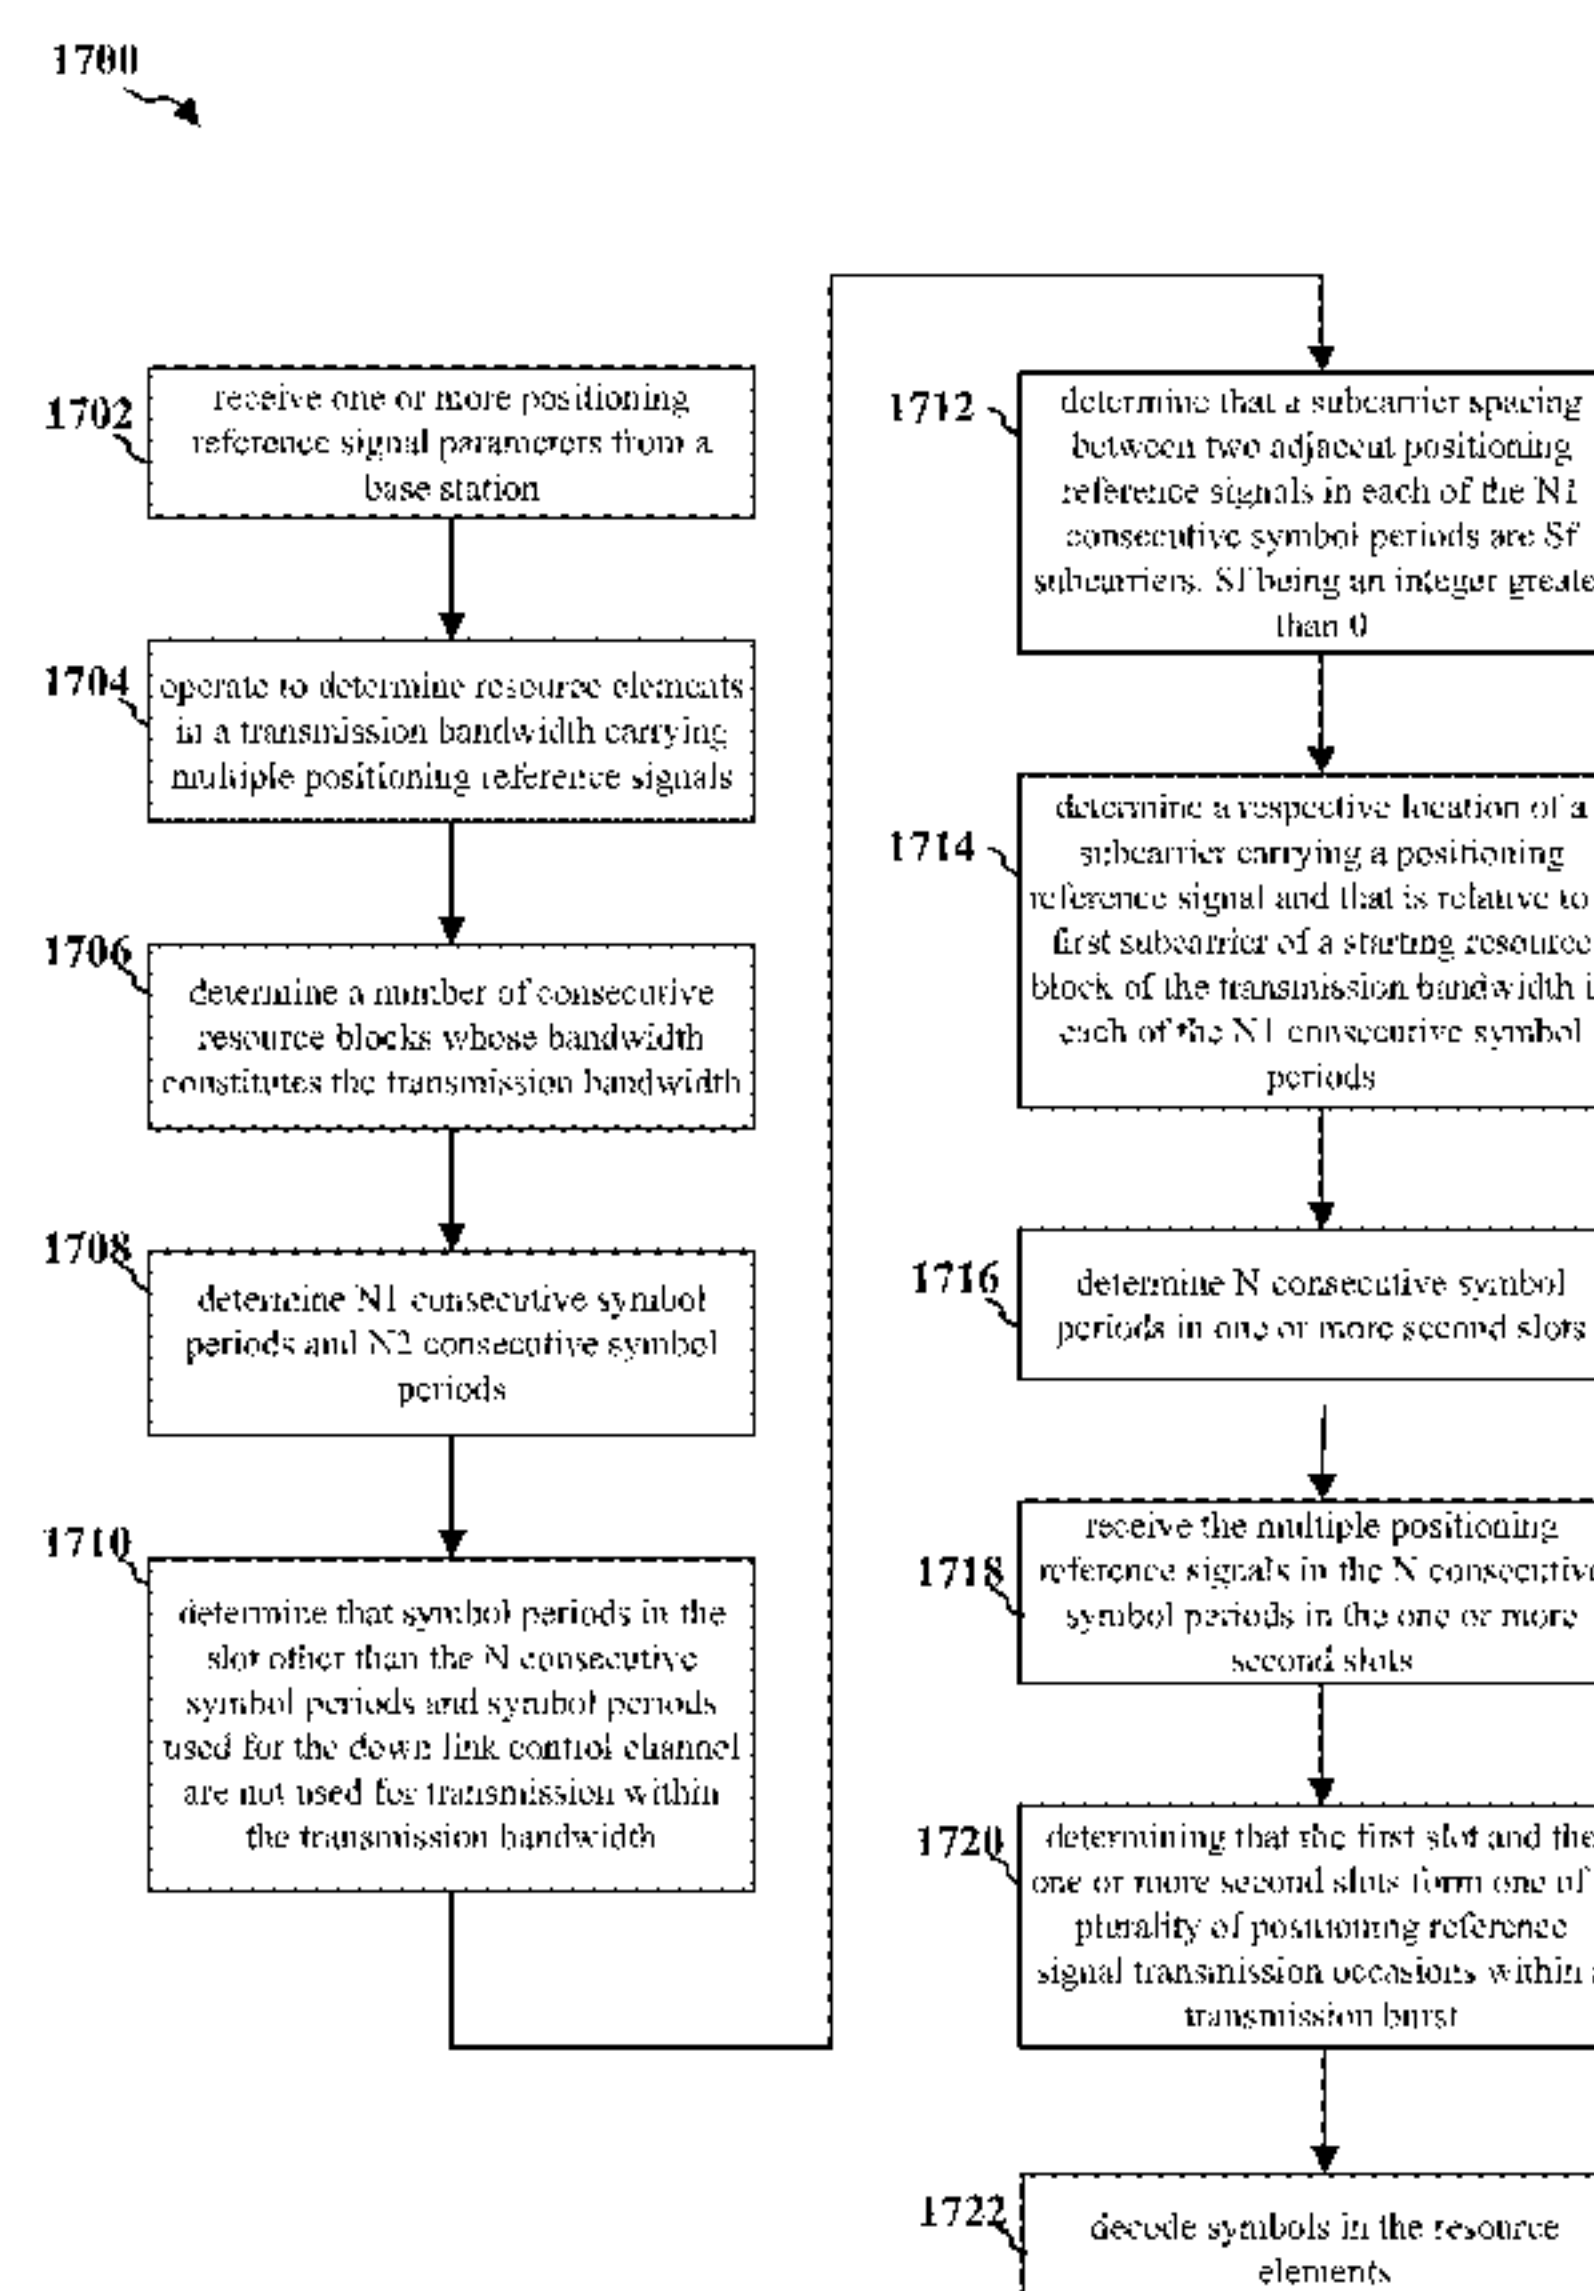 1700
1702
receive one or more positioning
reference signal parameters from a
base station
1704
operate to determine resource elements
in a transmission bandwidth carrying
multiple positioning reference signals
1706
determine a number of consecutive
resource blocks whose bandwidth
constitutes the transmission bandwidth
1708
determine N1 consecutive symbol
periods and N2 consecutive symbol
periods
1710
determine that symbol periods in the
slot other than the N consecutive
symbol periods and symbol periods
used for the down link control channel
are not used for transmission within
the transmission bandwidth
1712
determine that a subcarrier spacing
between two adjacent positioning
reference signals in each of the N1
consecutive symbol periods are Sf
subcarriers. Sf being an integer greate
than 0
1714
determine a respective location of a
subcarrier carrying a positioning
reference signal and that is relative to
first subcarrier of a starting resource
block of the transmission bandwidth i
each of the N1 consecutive symbol
periods
1716
determine N consecutive symbol
periods in one or more second slots
1718
receive the multiple positioning
reference signals in the N consecutive
symbol periods in the one or more
second slots
1720
determining that the first slot and the
one or more second slots form one of
plurality of positioning reference
signal transmission occasions within a
transmission burst
1722
decode symbols in the resource
elements